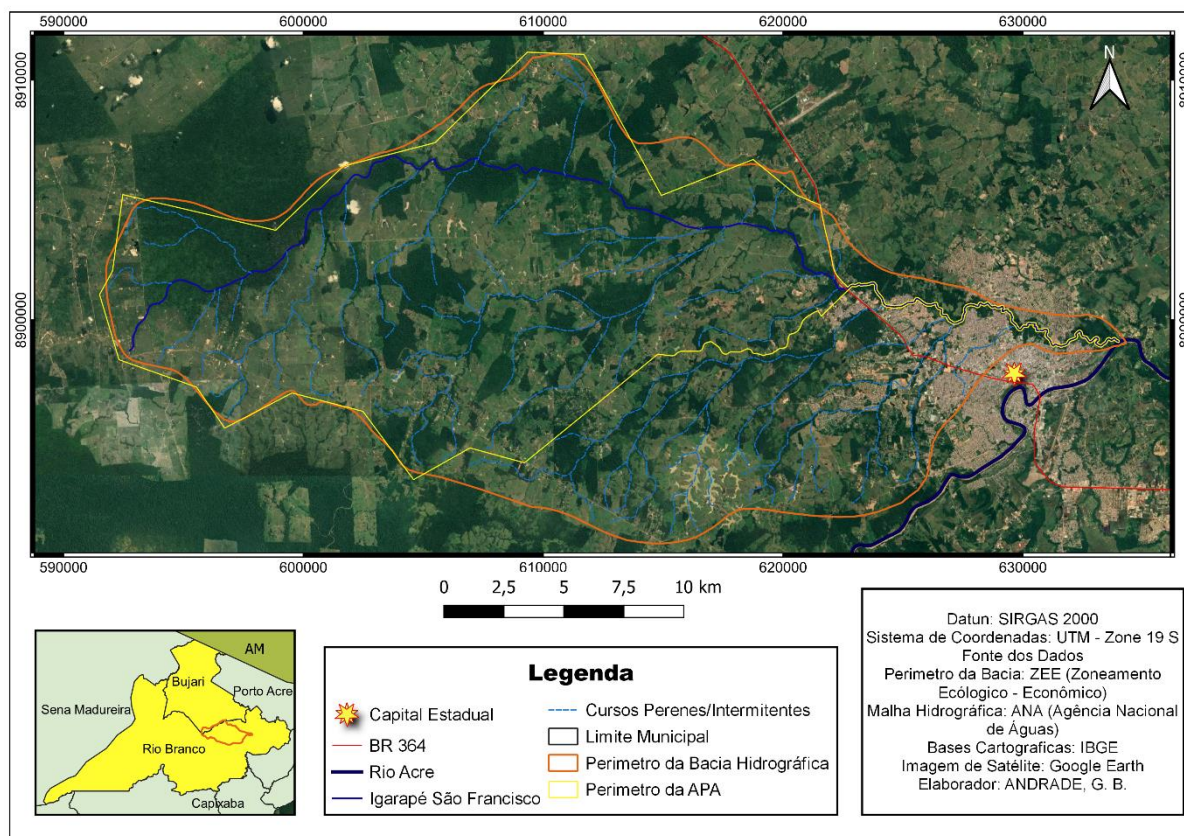 590000 600000 610000 620000 630000
8910000
8910000
N
8900000
8900000
590000 600000 610000 620000 630000
0 2,5 5 7,5 10 km
AM
Bujari
Porto Acre
Sena Madureira
Rio Branco
Capixaba
Legenda
Capital Estadual
BR 364
Rio Acre
Igarapé São Francisco
Cursos Perenes/Intermitentes
Limite Municipal
Perimetro da Bacia Hidrográfica
Perimetro da APA
Datun: SIRGAS 2000
Sistema de Coordenadas: UTM - Zone 19 S
Fonte dos Dados
Perimetro da Bacia: ZEE (Zoneamento
Ecólogico - Econômico)
Malha Hidrográfica: ANA (Agência Nacional
de Águas)
Bases Cartograficas: IBGE
Imagem de Satélite: Google Earth
Elaborador: ANDRADE, G. B.